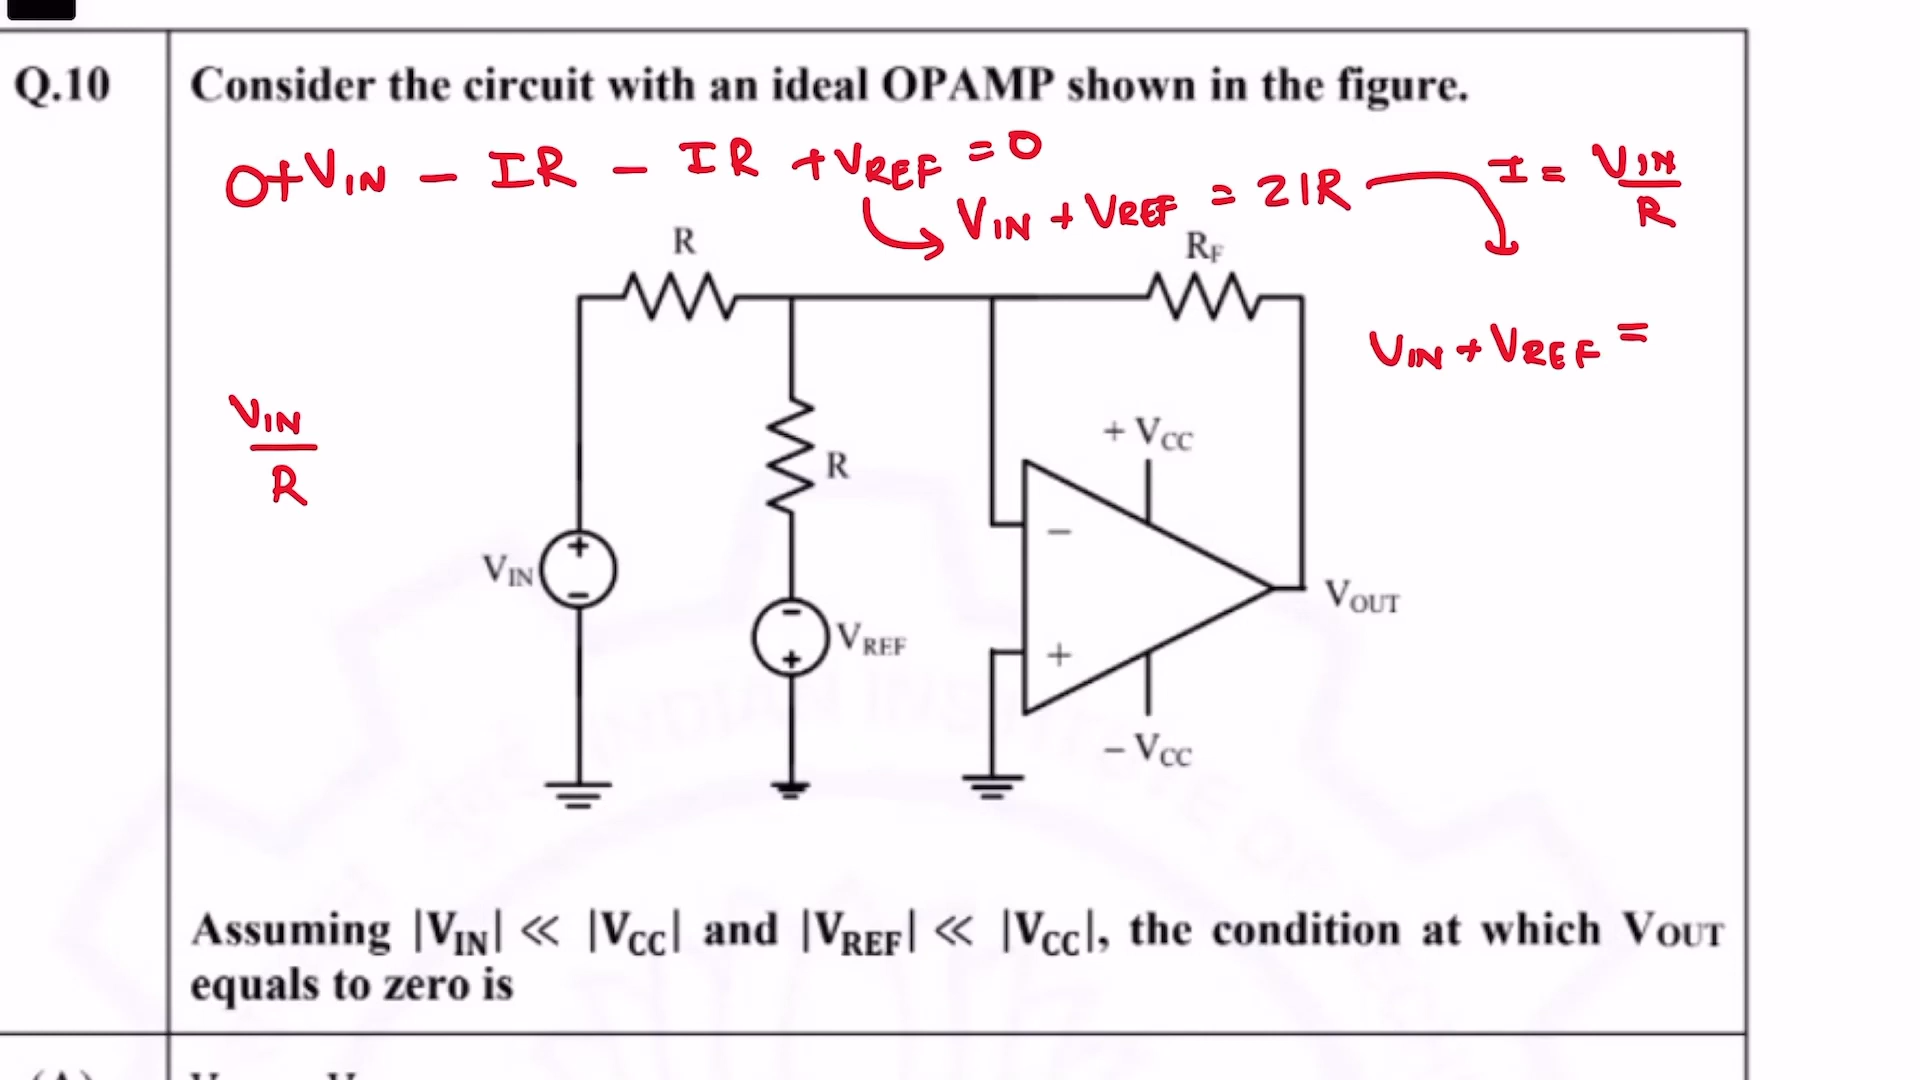 Q.10
Consider the circuit with an ideal OPAMP shown in the figure.
0+VIN - IR - IR +VREF =0
VIN + VREF = 2IR
I = VIN/R
R
RF
VIN + VREF =
VIN/R
+ VCC
R
−
VIN
+
−
−
+
VREF
VOUT
+
− VCC
Assuming |VIN| ≪ |VCC| and |VREF| ≪ |VCC|, the condition at which VOUT
equals to zero is